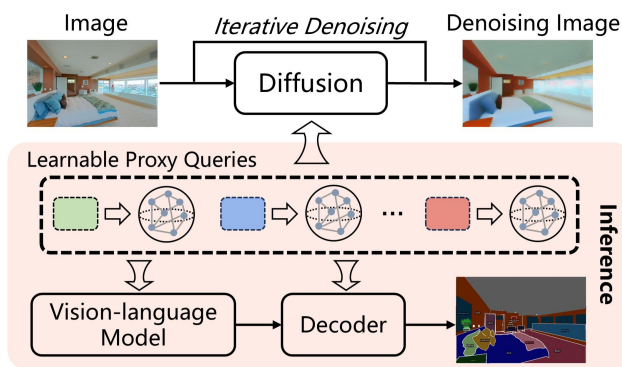 Image
Iterative Denoising
Denoising Image
Diffusion
Learnable Proxy Queries
...
Inference
Vision-language
Model
Decoder